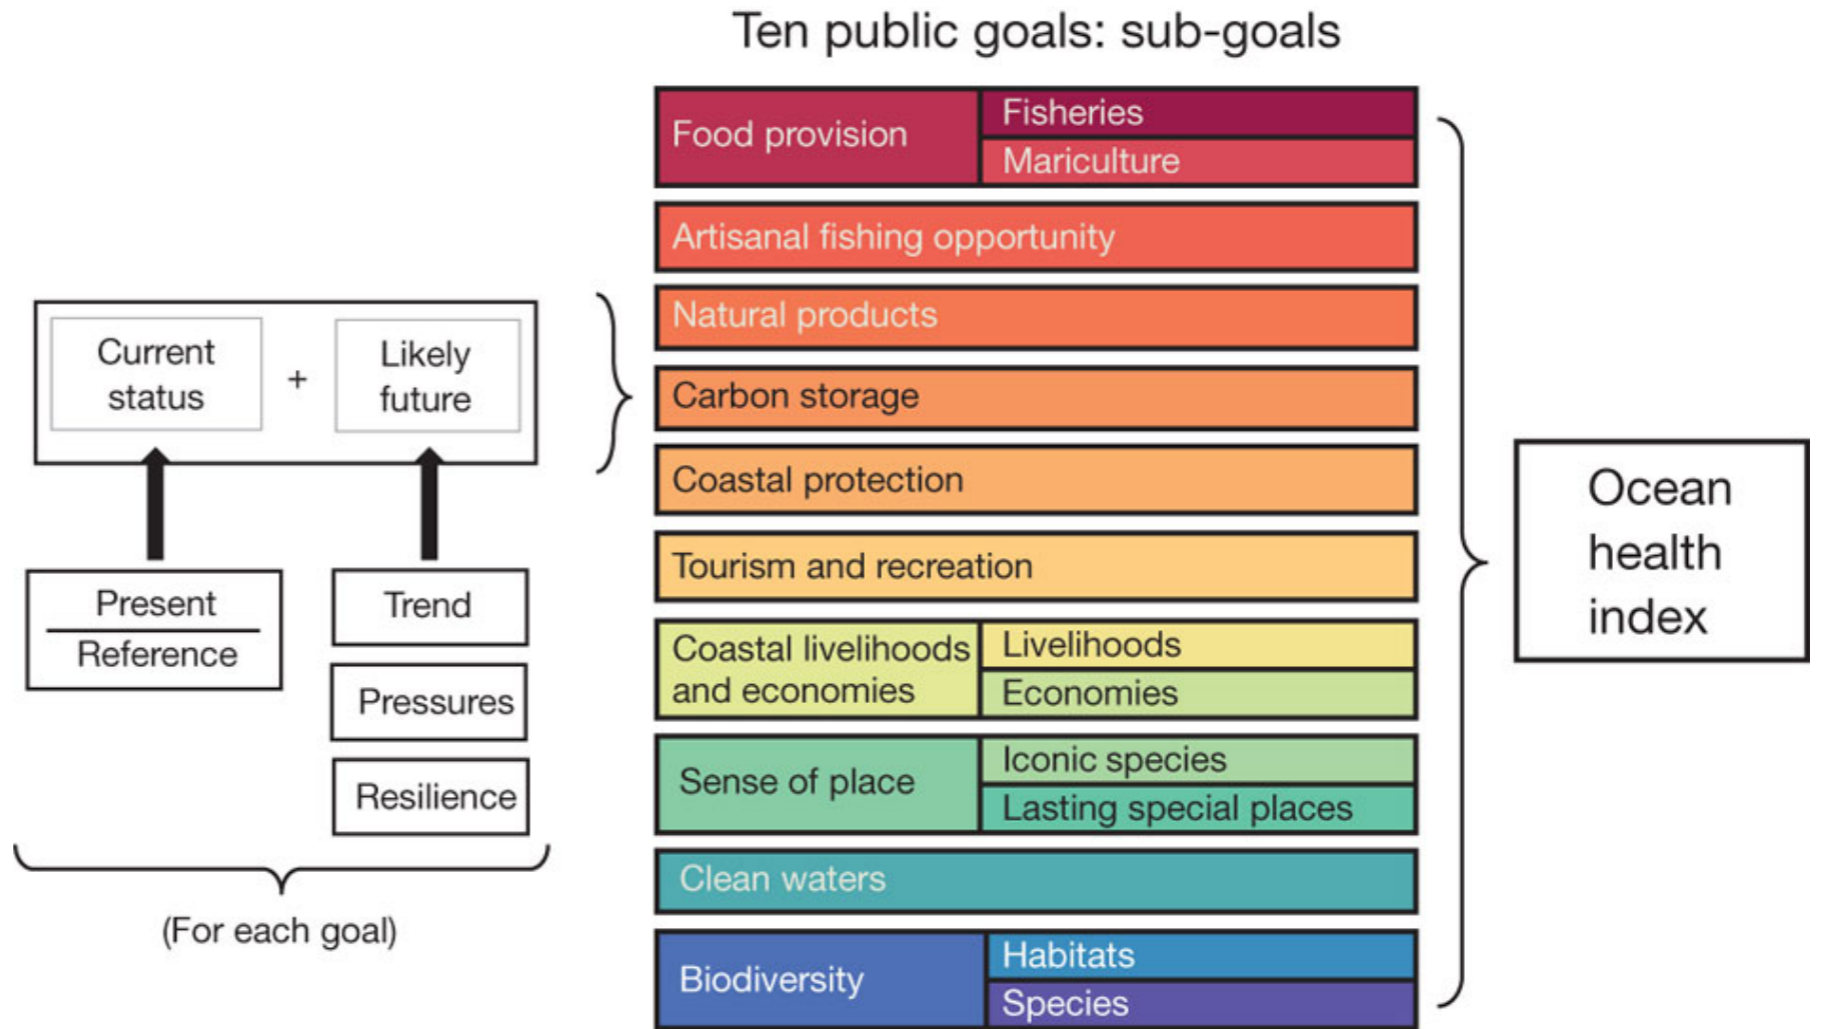 Ten public goals: sub-goals
Food provision
Fisheries
Mariculture
Artisanal fishing opportunity
Natural products
Carbon storage
Coastal protection
Tourism and recreation
Coastal livelihoods
and economies
Livelihoods
Economies
Sense of place
Iconic species
Lasting special places
Clean waters
Biodiversity
Habitats
Species
Current
status
+
Likely
future
Present
Reference
Trend
Pressures
Resilience
(For each goal)
Ocean
health
index